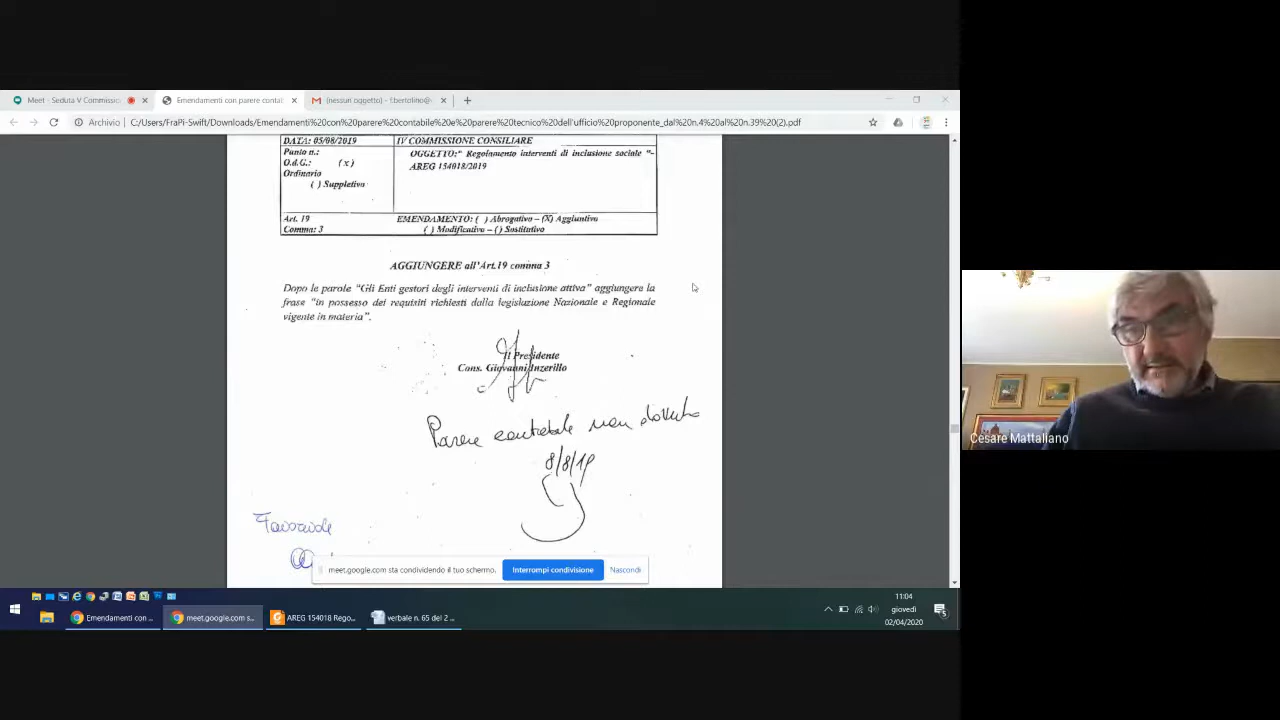 Meet - Seduta V Commissio
Emendamenti con parere contal
(nessun oggetto) - f.bertolino@
Archivio
C:/Users/FraPi-Swift/Downloads/Emendamenti%20con%20parere%20contabile%20e%20parere%20tecnico%20dell'ufficio%20proponente_dal%20n.4%20al%20n.39%20(2).pdf
DATA: 05/08/2019
IV COMMISSIONE CONSILIARE
Punto n.:
O.d.G.: (x)
Ordinario
( ) Suppletivo
OGGETTO:" Regolamento interventi di inclusione sociale "-
AREG 154018/2019
Art. 19
Comma: 3
EMENDAMENTO: ( ) Abrogativo – (X) Aggiuntivo
( ) Modificativo – ( ) Sostitutivo
AGGIUNGERE all'Art.19 comma 3
Dopo le parole "Gli Enti gestori degli interventi di inclusione attiva" aggiungere la
frase "in possesso dei requisiti richiesti dalla legislazione Nazionale e Regionale
vigente in materia".
Il Presidente
Cons. Giovanni Inzerillo
Parere contabile non dovuto
8/8/19
Favorevole
meet.google.com sta condividendo il tuo schermo.
Interrompi condivisione
Nascondi
Cesare Mattaliano
Emendamenti con ...
meet.google.com s...
AREG 154018 Rego...
verbale n. 65 del 2 ...
11:04
giovedì
02/04/2020
5